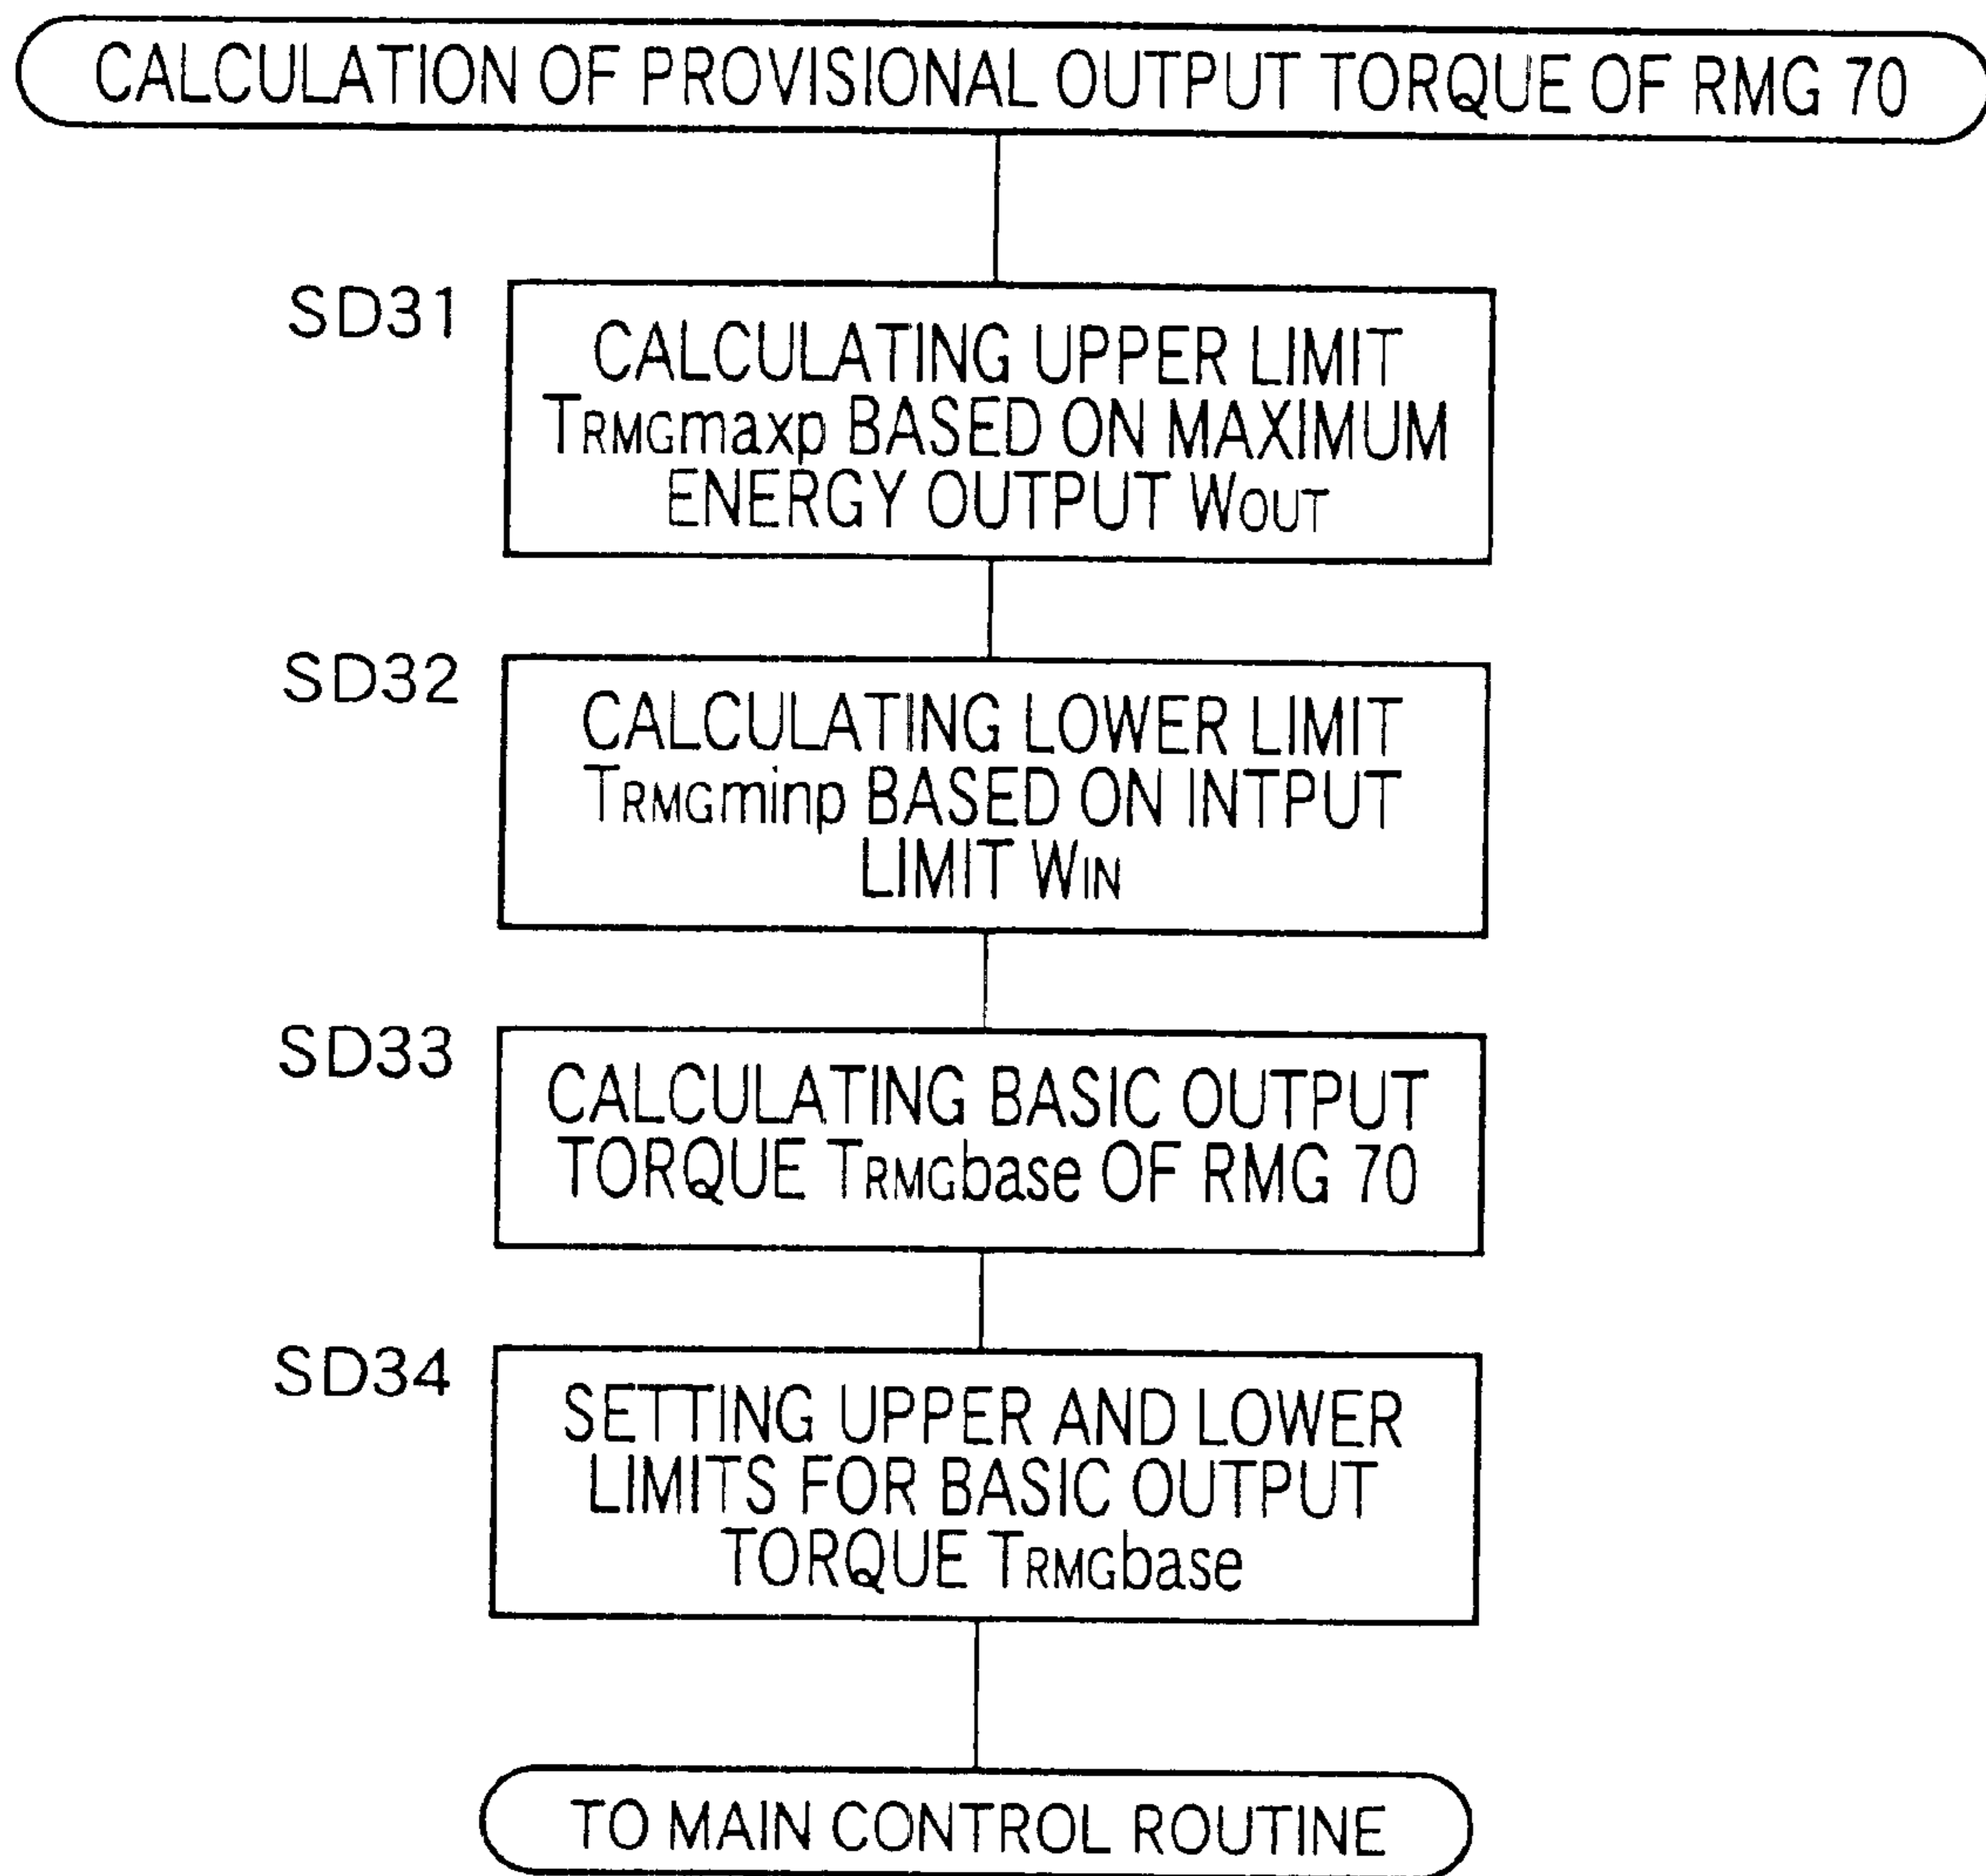 CALCULATION OF PROVISIONAL OUTPUT TORQUE OF RMG 70
SD31
CALCULATING UPPER LIMIT
TRMGmaxp BASED ON MAXIMUM
ENERGY OUTPUT WOUT
SD32
CALCULATING LOWER LIMIT
TRMGminp BASED ON INTPUT
LIMIT WIN
SD33
CALCULATING BASIC OUTPUT
TORQUE TRMGbase OF RMG 70
SD34
SETTING UPPER AND LOWER
LIMITS FOR BASIC OUTPUT
TORQUE TRMGbase
TO MAIN CONTROL ROUTINE